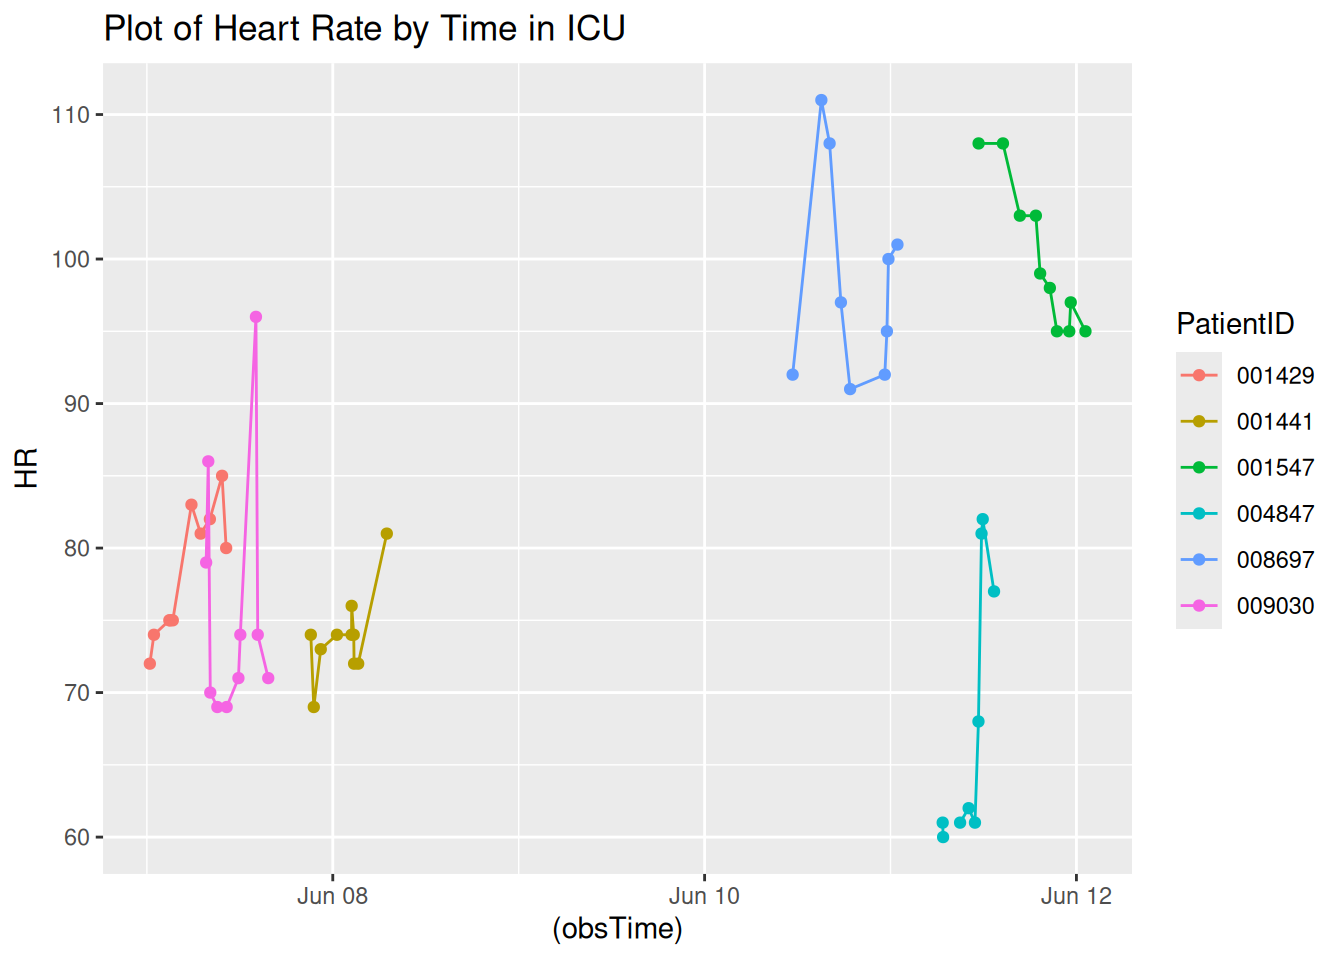 Plot of Heart Rate by Time in ICU
110
100
90
80
70
60
HR
Jun 08
Jun 10
Jun 12
(obsTime)
PatientID
001429
001441
001547
004847
008697
009030